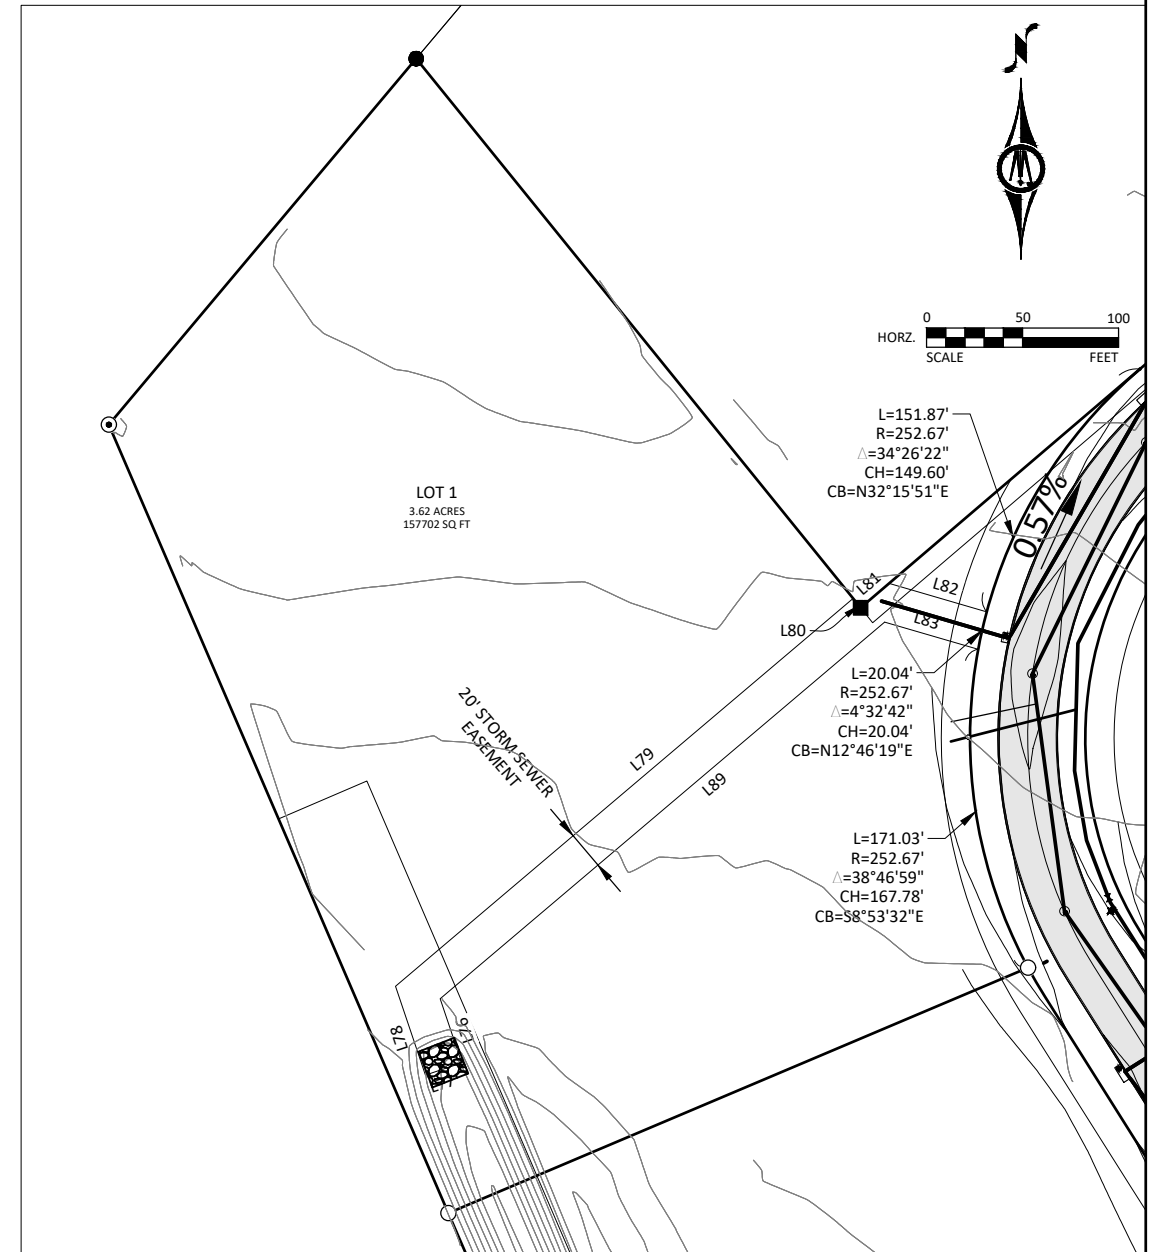 N
0 50 100
HORZ.
SCALE FEET
L=151.87'
R=252.67'
Δ=34°26'22"
CH=149.60'
CB=N32°15'51"E
0.57%
LOT 1
3.62 ACRES
157702 SQ FT
L81
L82
L83
L80
L=20.04'
R=252.67'
Δ=4°32'42"
CH=20.04'
CB=N12°46'19"E
20' STORM SEWER
EASEMENT
L79
L89
L=171.03'
R=252.67'
Δ=38°46'59"
CH=167.78'
CB=S8°53'32"E
L78
L76